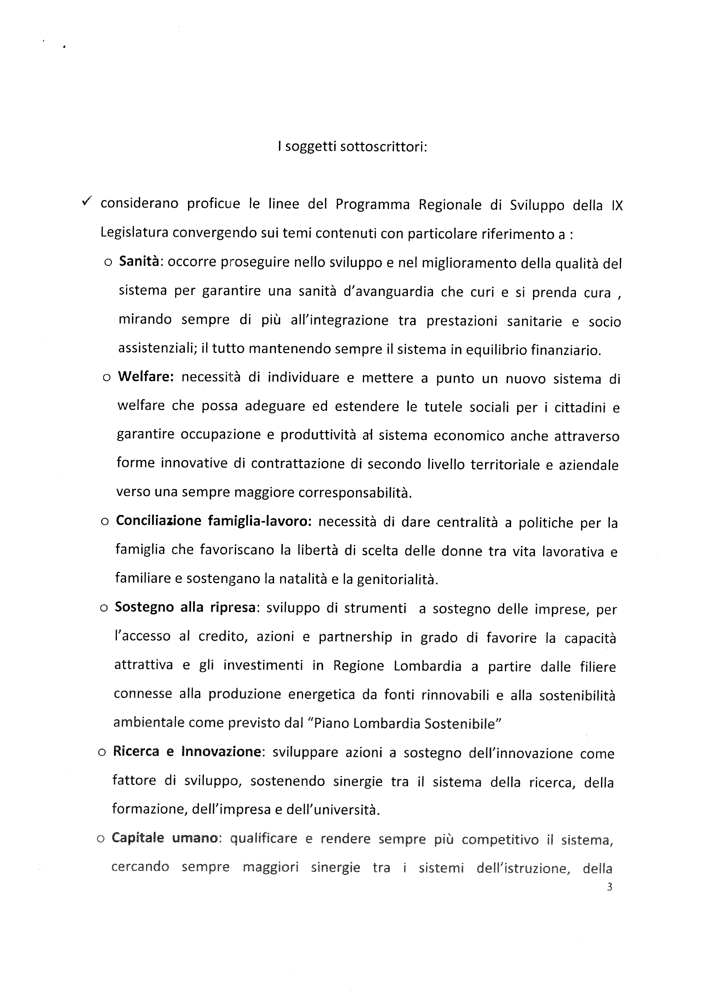 I soggetti sottoscrittori:
✓ considerano proficue le linee del Programma Regionale di Sviluppo della IX
Legislatura convergendo sui temi contenuti con particolare riferimento a :
o Sanità: occorre proseguire nello sviluppo e nel miglioramento della qualità del
sistema per garantire una sanità d'avanguardia che curi e si prenda cura ,
mirando sempre di più all'integrazione tra prestazioni sanitarie e socio
assistenziali; il tutto mantenendo sempre il sistema in equilibrio finanziario.
o Welfare: necessità di individuare e mettere a punto un nuovo sistema di
welfare che possa adeguare ed estendere le tutele sociali per i cittadini e
garantire occupazione e produttività al sistema economico anche attraverso
forme innovative di contrattazione di secondo livello territoriale e aziendale
verso una sempre maggiore corresponsabilità.
o Conciliazione famiglia-lavoro: necessità di dare centralità a politiche per la
famiglia che favoriscano la libertà di scelta delle donne tra vita lavorativa e
familiare e sostengano la natalità e la genitorialità.
o Sostegno alla ripresa: sviluppo di strumenti a sostegno delle imprese, per
l'accesso al credito, azioni e partnership in grado di favorire la capacità
attrattiva e gli investimenti in Regione Lombardia a partire dalle filiere
connesse alla produzione energetica da fonti rinnovabili e alla sostenibilità
ambientale come previsto dal "Piano Lombardia Sostenibile"
o Ricerca e Innovazione: sviluppare azioni a sostegno dell'innovazione come
fattore di sviluppo, sostenendo sinergie tra il sistema della ricerca, della
formazione, dell'impresa e dell'università.
o Capitale umano: qualificare e rendere sempre più competitivo il sistema,
cercando sempre maggiori sinergie tra i sistemi dell'istruzione, della
3